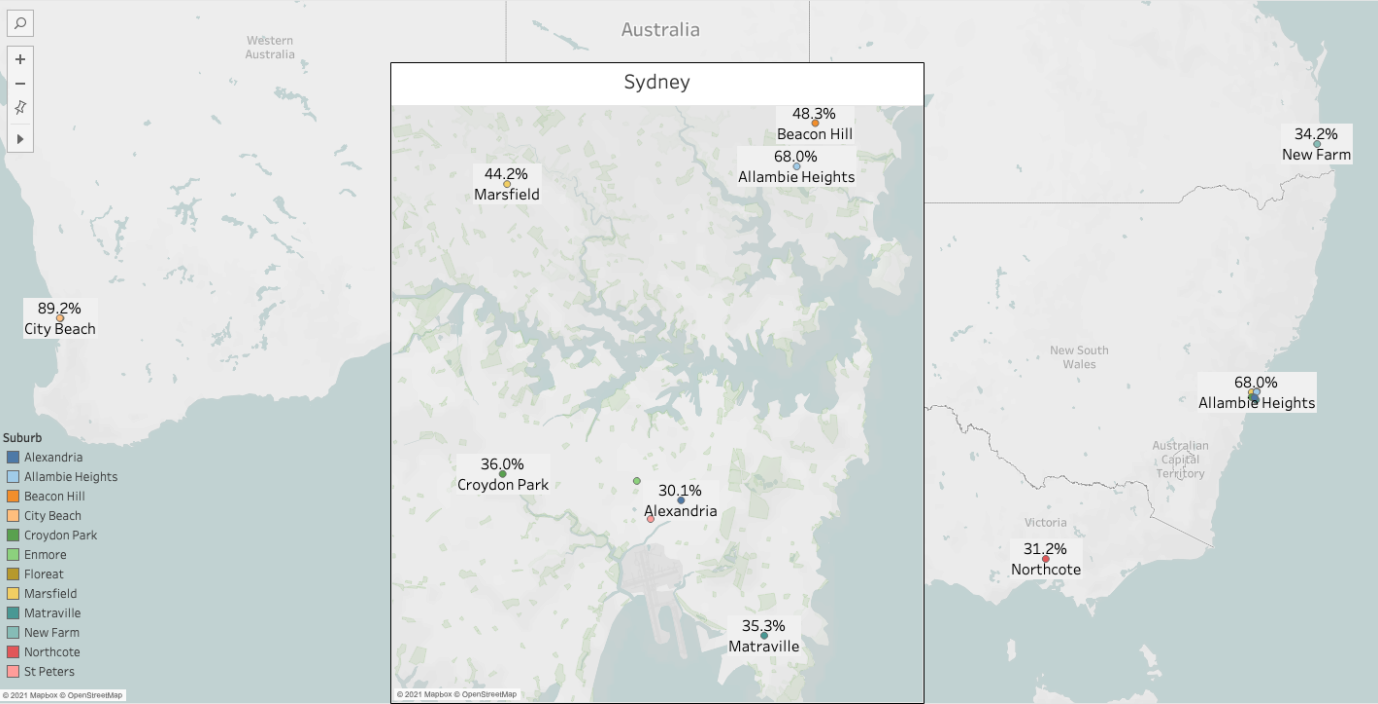 Australia
Western
Australia
Sydney
48.3%
Beacon Hill
68.0%
Allambie Heights
44.2%
Marsfield
34.2%
New Farm
89.2%
City Beach
New South
Wales
68.0%
Allambie Heights
Australian
Capital
Territory
36.0%
Croydon Park
30.1%
Alexandria
Victoria
31.2%
Northcote
35.3%
Matraville
Suburb
Alexandria
Allambie Heights
Beacon Hill
City Beach
Croydon Park
Enmore
Floreat
Marsfield
Matraville
New Farm
Northcote
St Peters
© 2021 Mapbox © OpenStreetMap
© 2021 Mapbox © OpenStreetMap